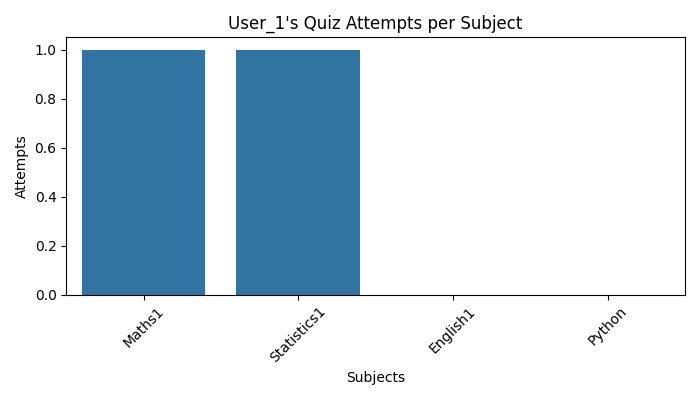 User_1's Quiz Attempts per Subject
Attempts
1.0
0.8
0.6
0.4
0.2
0.0
Maths1
Statistics1
English1
Python
Subjects